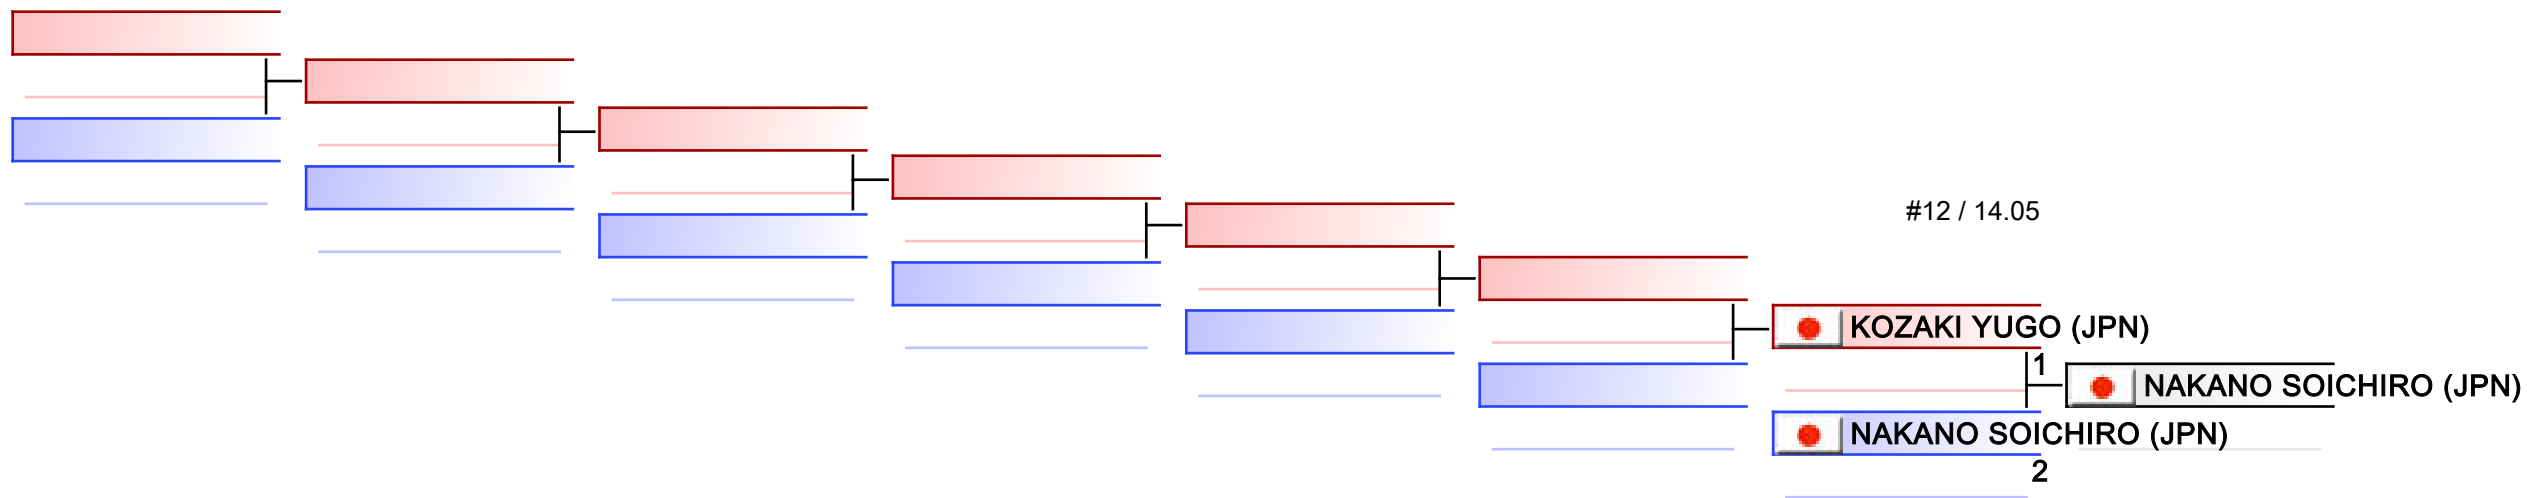 #12 / 14.05
KOZAKI YUGO (JPN)
1
NAKANO SOICHIRO (JPN)
NAKANO SOICHIRO (JPN)
2